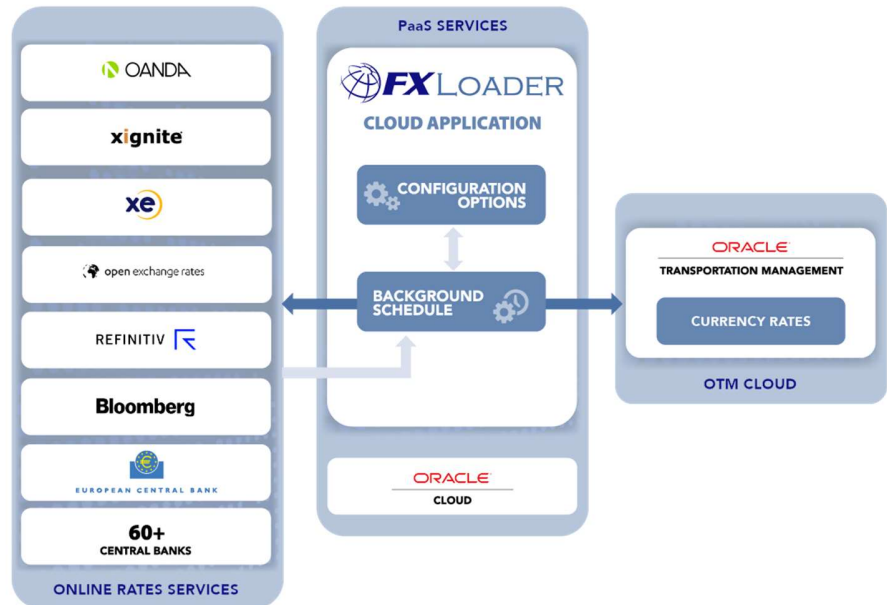 OANDA
xignite
xe
open exchange rates
REFINITIV
Bloomberg
EUROPEAN CENTRAL BANK
60+
CENTRAL BANKS
ONLINE RATES SERVICES
PaaS SERVICES
FXLOADER
CLOUD APPLICATION
CONFIGURATION
OPTIONS
BACKGROUND
SCHEDULE
ORACLE
CLOUD
ORACLE
TRANSPORTATION MANAGEMENT
CURRENCY RATES
OTM CLOUD